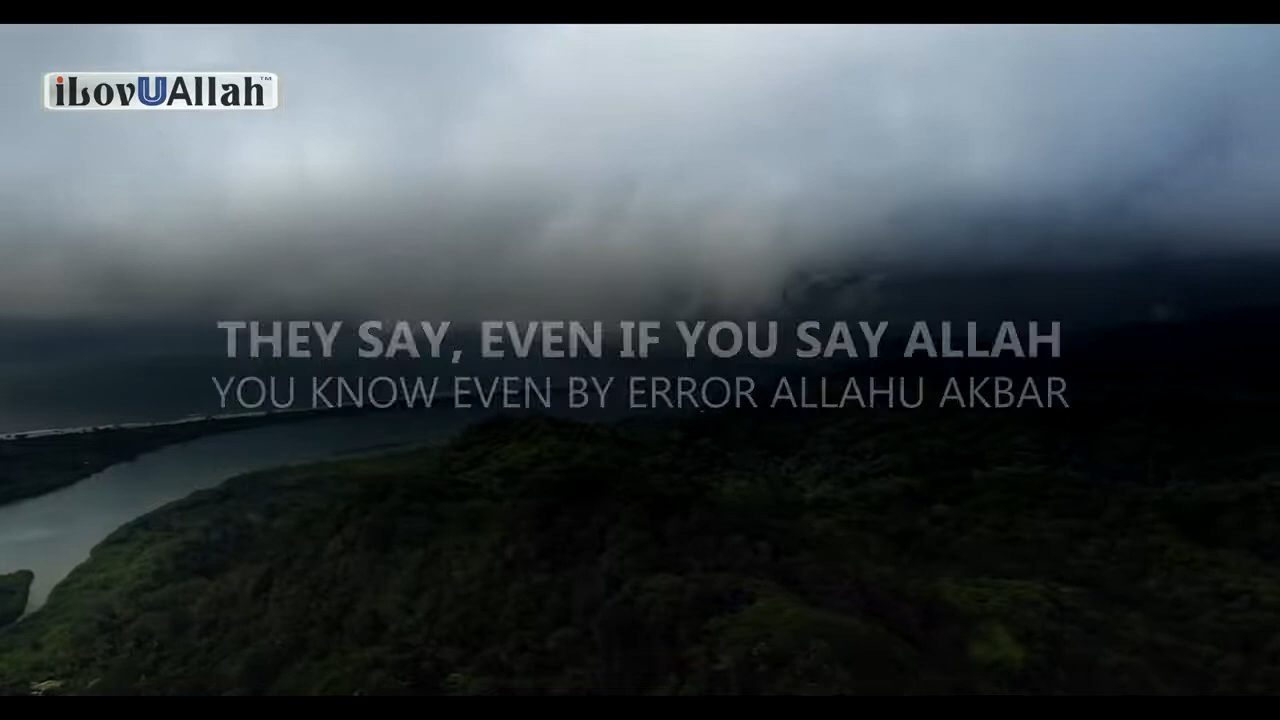 iLovUAllah™
THEY SAY, EVEN IF YOU SAY ALLAH
YOU KNOW EVEN BY ERROR ALLAHU AKBAR